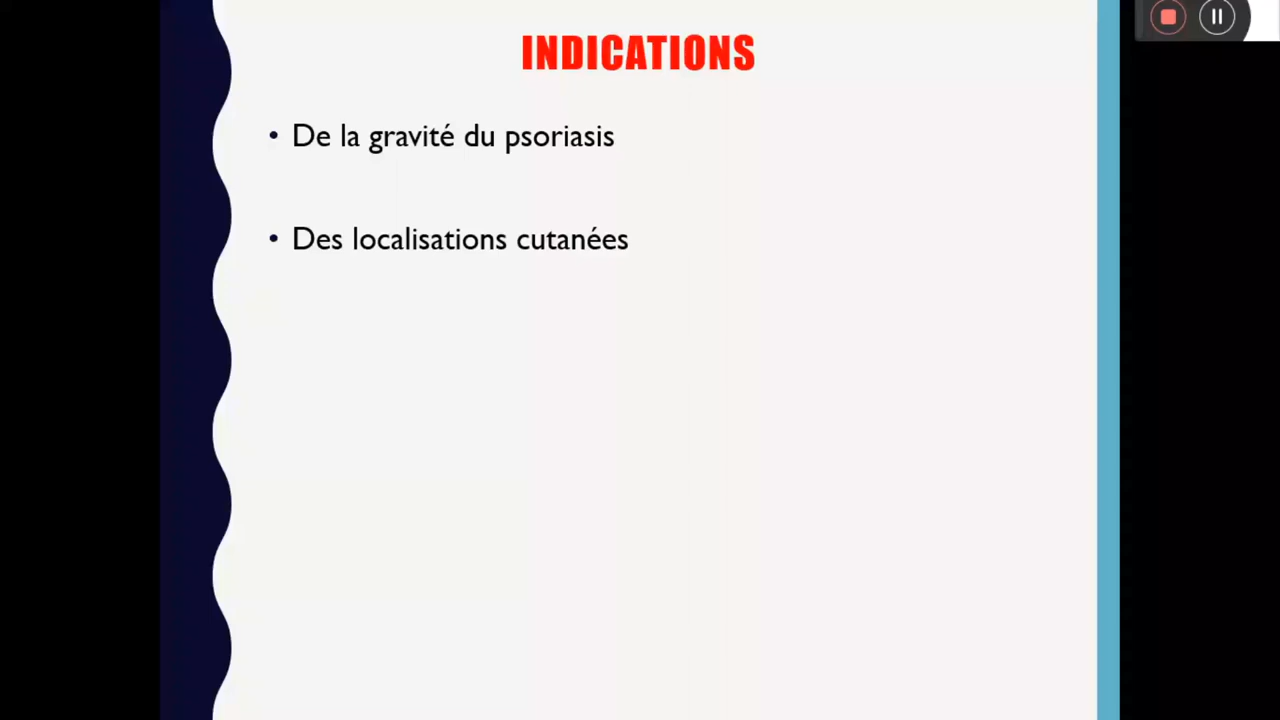 INDICATIONS
• De la gravité du psoriasis
• Des localisations cutanées